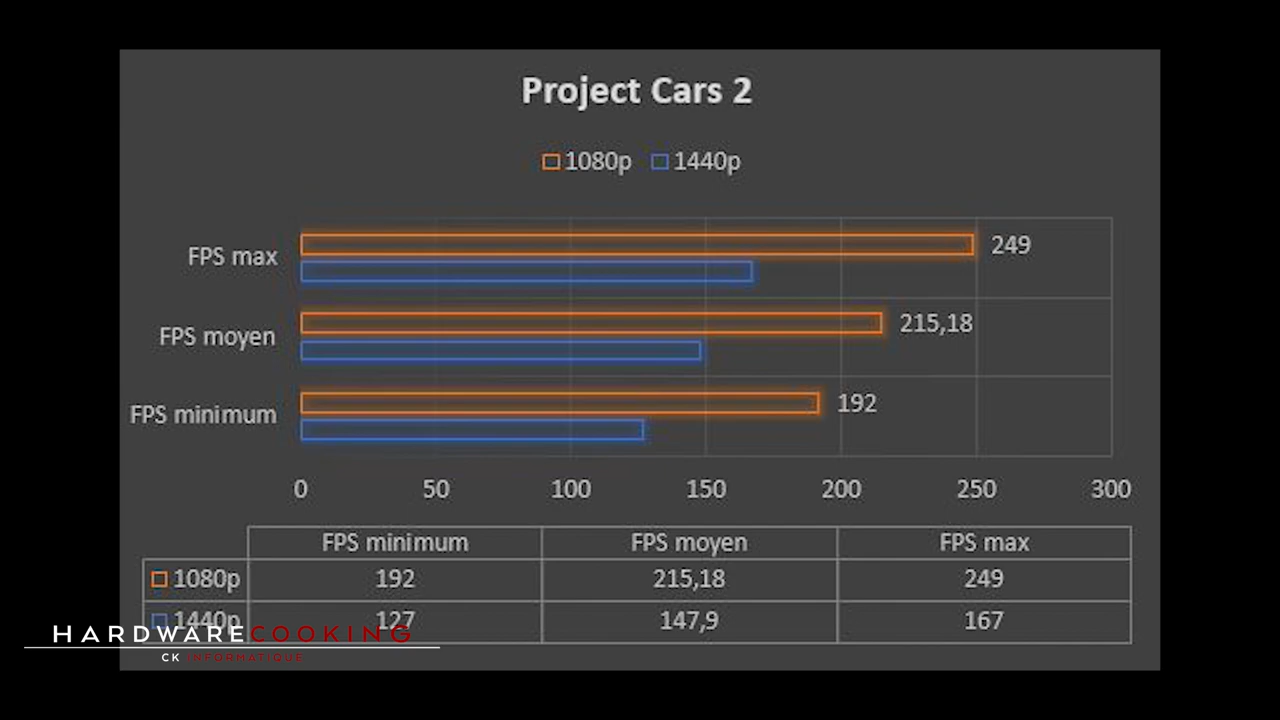 Project Cars 2
1080p 1440p
FPS max 249
FPS moyen 215,18
FPS minimum 192
0 50 100 150 200 250 300
FPS minimum FPS moyen FPS max
1080p 192 215,18 249
1440p 127 147,9 167
HARDWARECOOKING
CK INFORMATIQUE